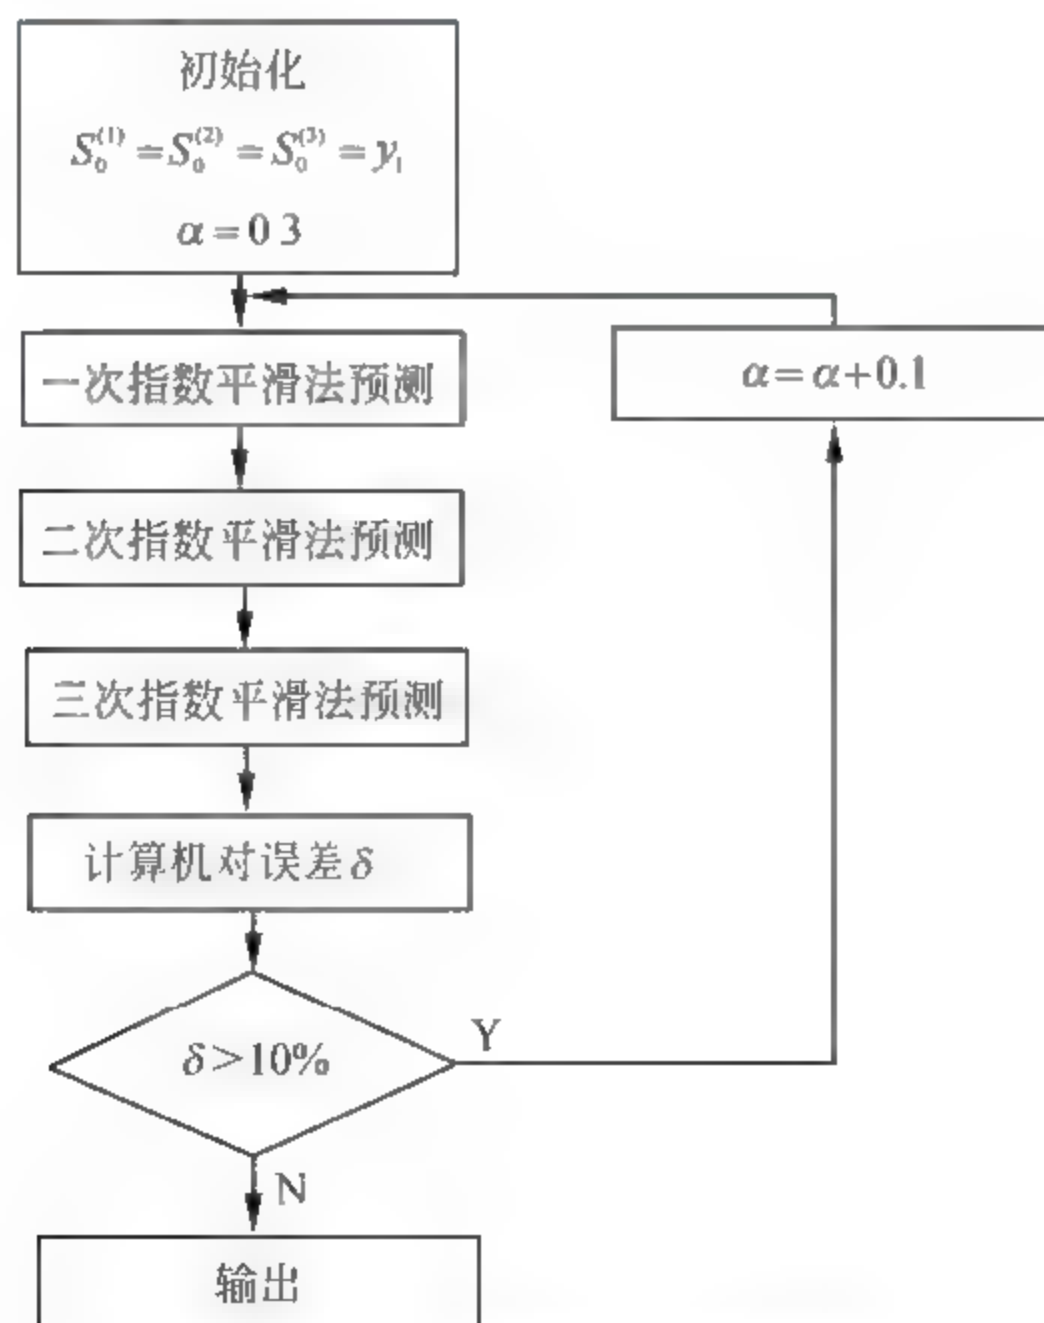 初始化
S₀⁽¹⁾=S₀⁽²⁾=S₀⁽³⁾=y₁
α=0 3
一次指数平滑法预测
α=α+0.1
二次指数平滑法预测
三次指数平滑法预测
计算机对误差δ
δ>10%
Y
N
输出